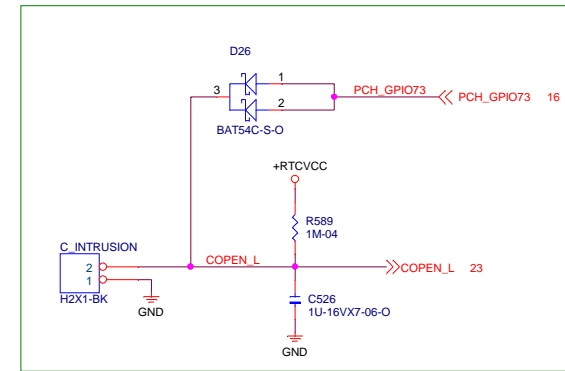 D26
3
1
2
BAT54C-S-O
PCH_GPIO73
PCH_GPIO73 16
+RTCVCC
R589
1M-04
C_INTRUSION
2
1
H2X1-BK
GND
COPEN_L
COPEN_L 23
C526
1U-16VX7-06-O
GND